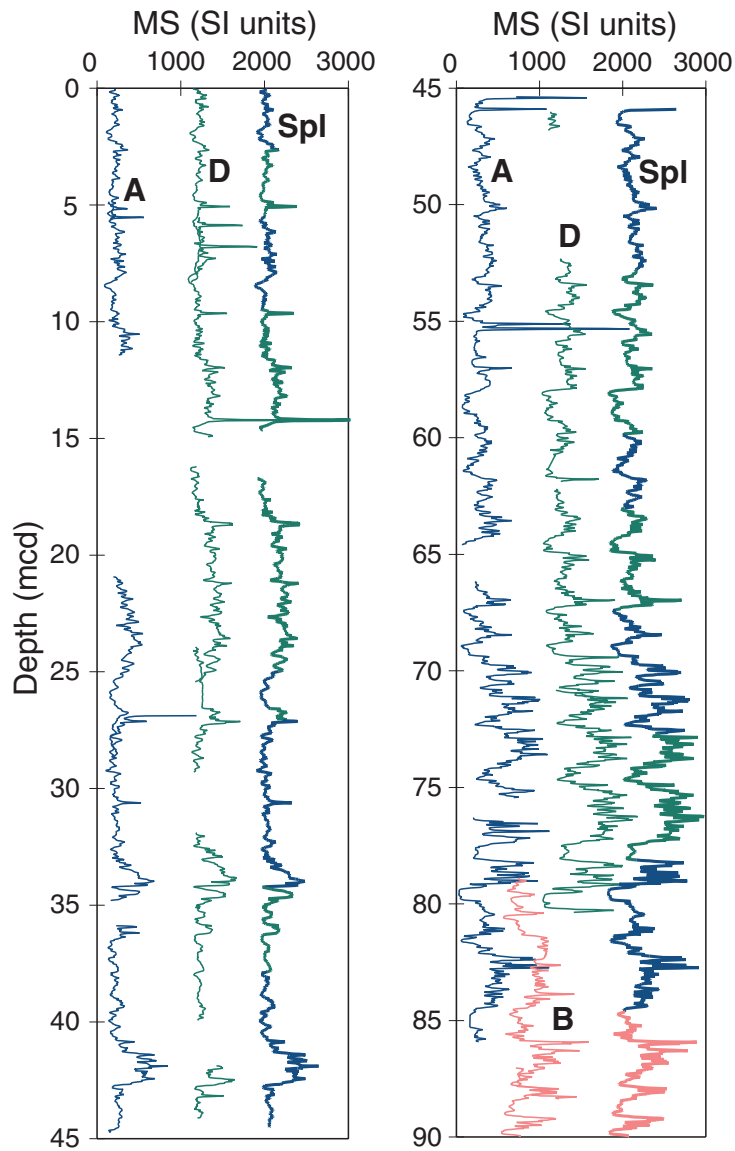 MS (SI units) MS (SI units)
0 1000 2000 3000 0 1000 2000 3000
0 45
Spl
A D A Spl
5 50
D
10 55
15 60
Depth (mcd)
20 65
25 70
30 75
35 80
40 85
B
45 90